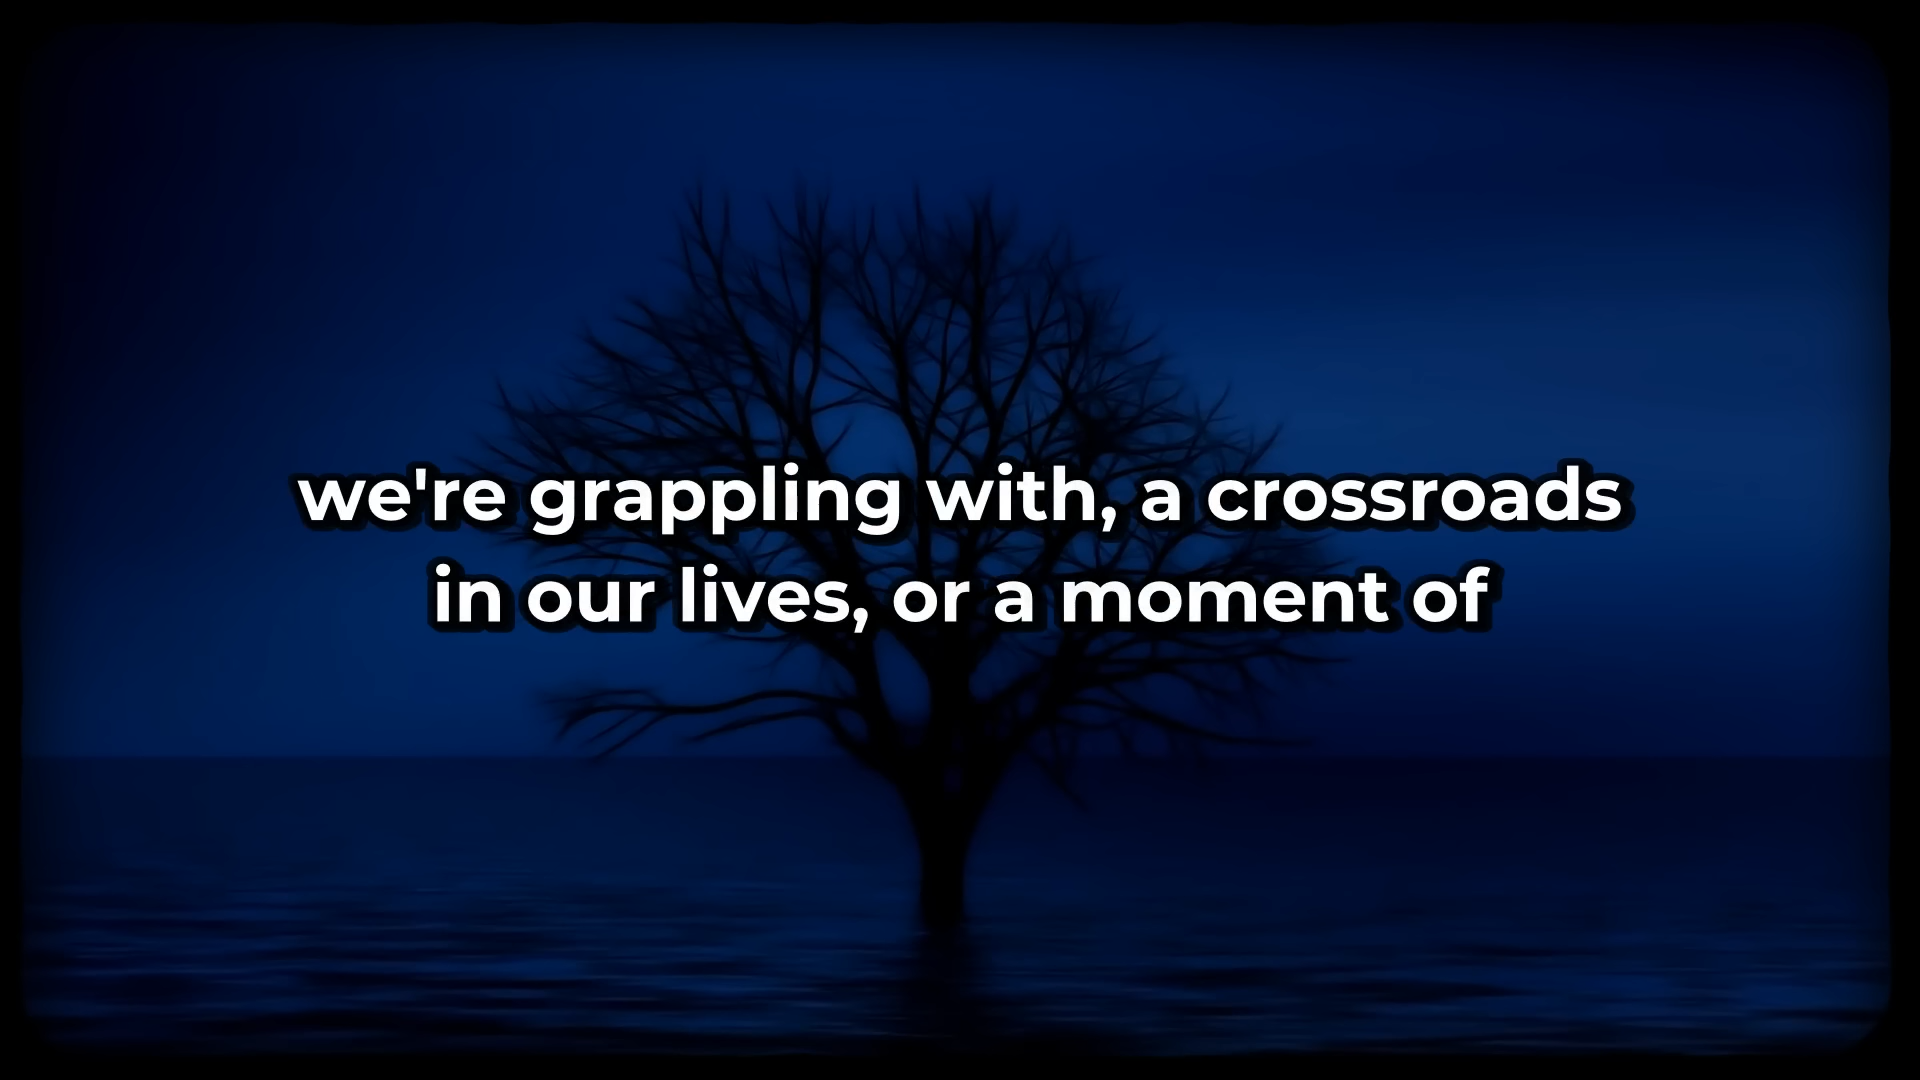 we're grappling with, a crossroads
in our lives, or a moment of